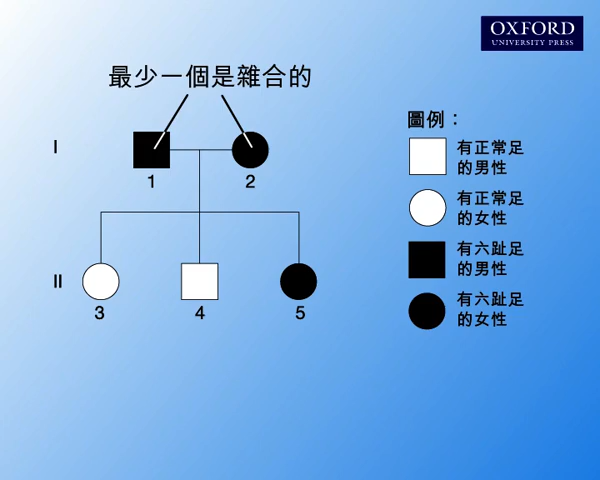 OXFORD
UNIVERSITY PRESS
最少一個是雜合的
I
1
2
II
3
4
5
圖例：
有正常足
的男性
有正常足
的女性
有六趾足
的男性
有六趾足
的女性